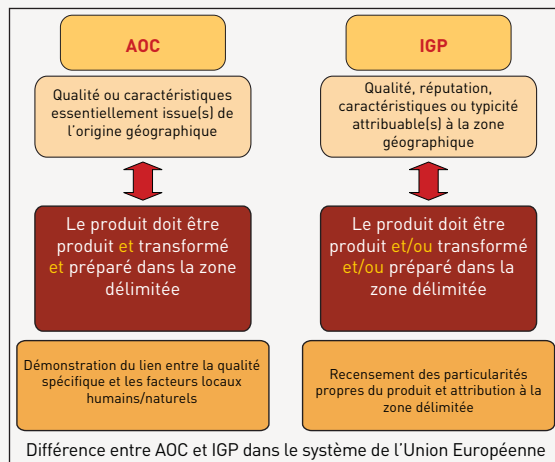 AOC
Qualité ou caractéristiques
essentiellement issue(s) de
l'origine géographique
Le produit doit être
produit et transformé
et préparé dans la zone
délimitée
Démonstration du lien entre la qualité
spécifique et les facteurs locaux
humains/naturels
IGP
Qualité, réputation,
caractéristiques ou typicité
attribuable(s) à la zone
géographique
Le produit doit être
produit et/ou transformé
et/ou préparé dans la
zone délimitée
Recensement des particularités
propres du produit et attribution à la
zone délimitée
Différence entre AOC et IGP dans le système de l'Union Européenne